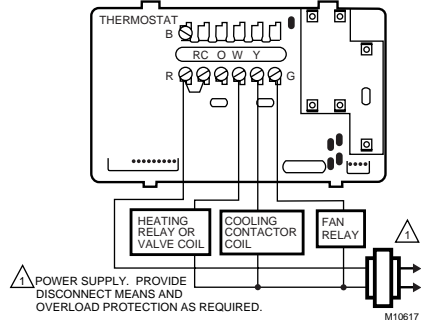 THERMOSTAT
B
RC O W Y
R
G
HEATING
RELAY OR
VALVE COIL
COOLING
CONTACTOR
COIL
FAN
RELAY
1
1 POWER SUPPLY. PROVIDE
DISCONNECT MEANS AND
OVERLOAD PROTECTION AS REQUIRED.
M10617